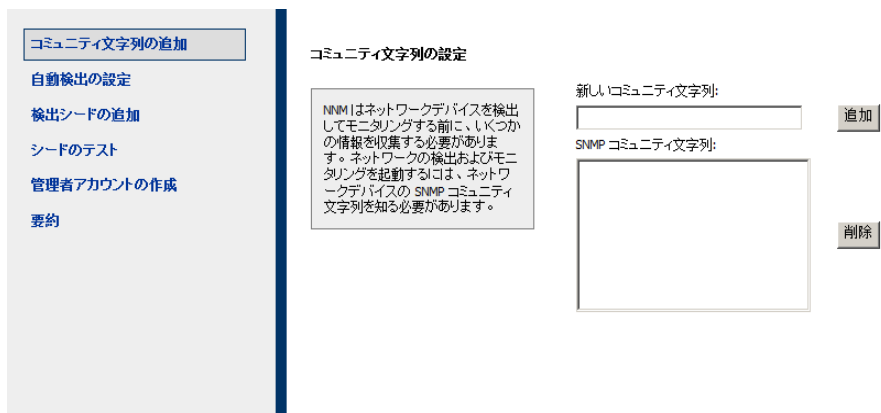 コミュニティ文字列の追加
自動検出の設定
検出シードの追加
シードのテスト
管理者アカウントの作成
要約
コミュニティ文字列の設定
NNM iはネットワークデバイスを検出
してモニタリングする前に、いくつか
の情報を収集する必要がありま
す。ネットワークの検出およびモニ
タリングを起動するには、ネットワ
ークデバイスの SNMP コミュニティ
文字列を知る必要があります。
新しいコミュニティ文字列:
追加
SNMP コミュニティ文字列:
削除